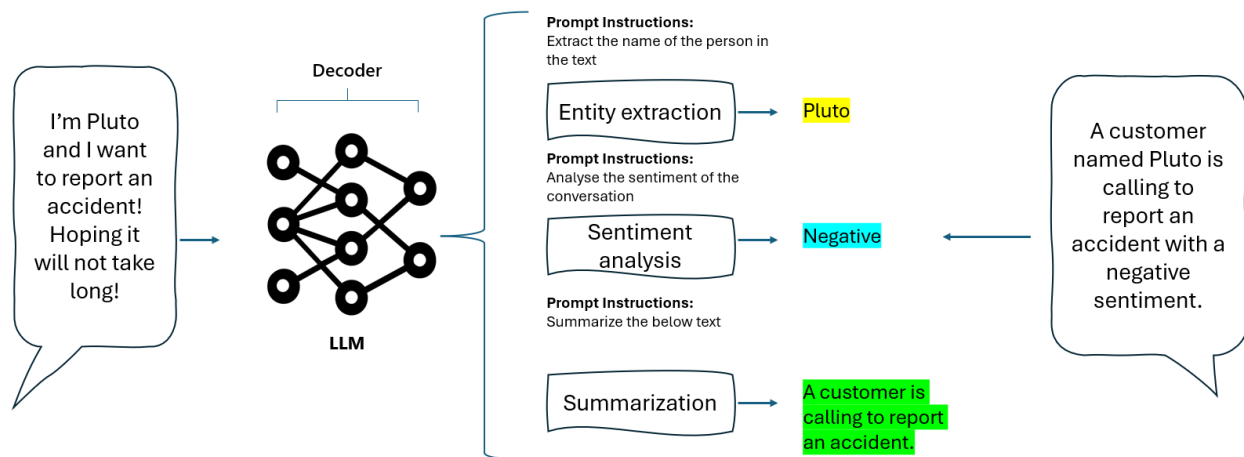 I'm Pluto
and I want
to report an
accident!
Hoping it
will not take
long!
Decoder
LLM
Prompt Instructions:
Extract the name of the person in
the text
Entity extraction
Pluto
Prompt Instructions:
Analyse the sentiment of the
conversation
Sentiment
analysis
Negative
Prompt Instructions:
Summarize the below text
Summarization
A customer is
calling to report
an accident.
A customer
named Pluto is
calling to
report an
accident with a
negative
sentiment.